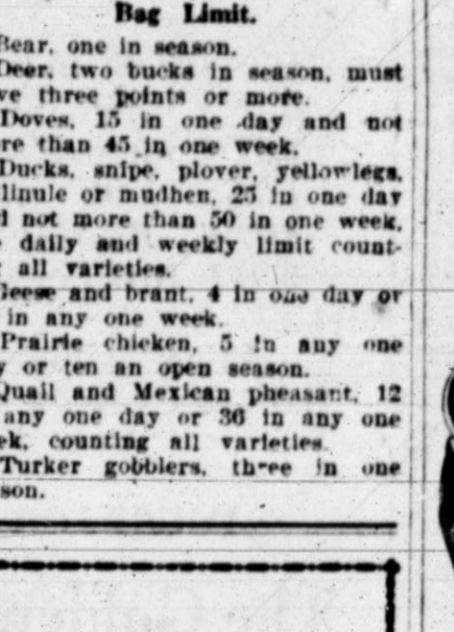 Bag Limit.
Bear, one in season.
Deer, two bucks in season, must
ve three points or more.
Doves, 15 in one day and not
re than 45 in one week.
Ducks, snipe, plover, yellowlegs,
linule or mudhen, 25 in one day
d not more than 50 in one week,
daily and weekly limit count-
all varieties.
Geese and brant, 4 in one day or
in any one week.
Prairie chicken, 5 in any one
y or ten an open season.
Quail and Mexican pheasant, 12
any one day or 36 in any one
ek, counting all varieties.
Turker gobblers, three in one
son.